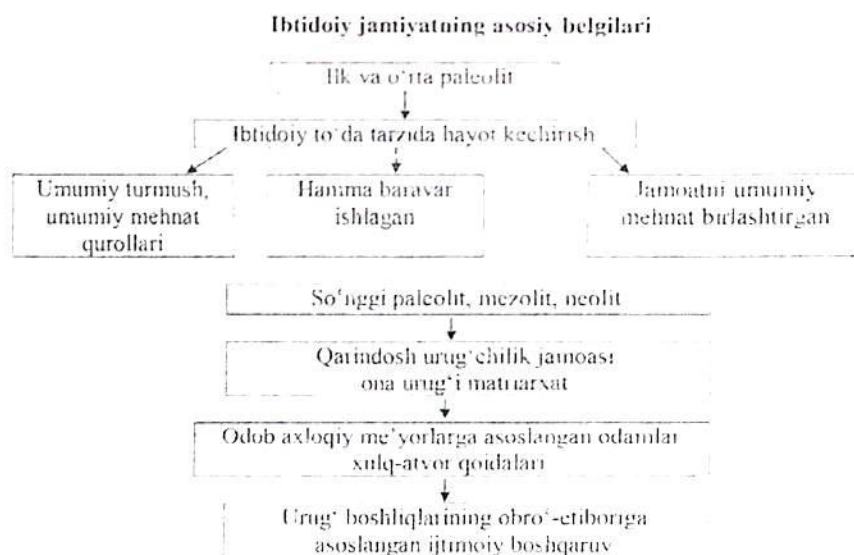 Ibtidoiy jamiyatning asosiy belgilari
Ilk va o‘rta paleolit
Ibtidoiy to‘da tarzida hayot kechirish
Umumiy turmush,
umumiy mehnat
qurollari
Hamma baravar
ishlagan
Jamoatni umumiy
mehnat birlashtirgan
So‘nggi paleolit, mezolit, neolit
Qarindosh urug‘chilik jamoasi
ona urug‘i matriarxat
Odob axloqiy me’yorlarga asoslangan odamlar
xulq-atvor qoidalari
Urug‘ boshliqlarining obro‘-etiboriga
asoslangan ijtimoiy boshqaruv